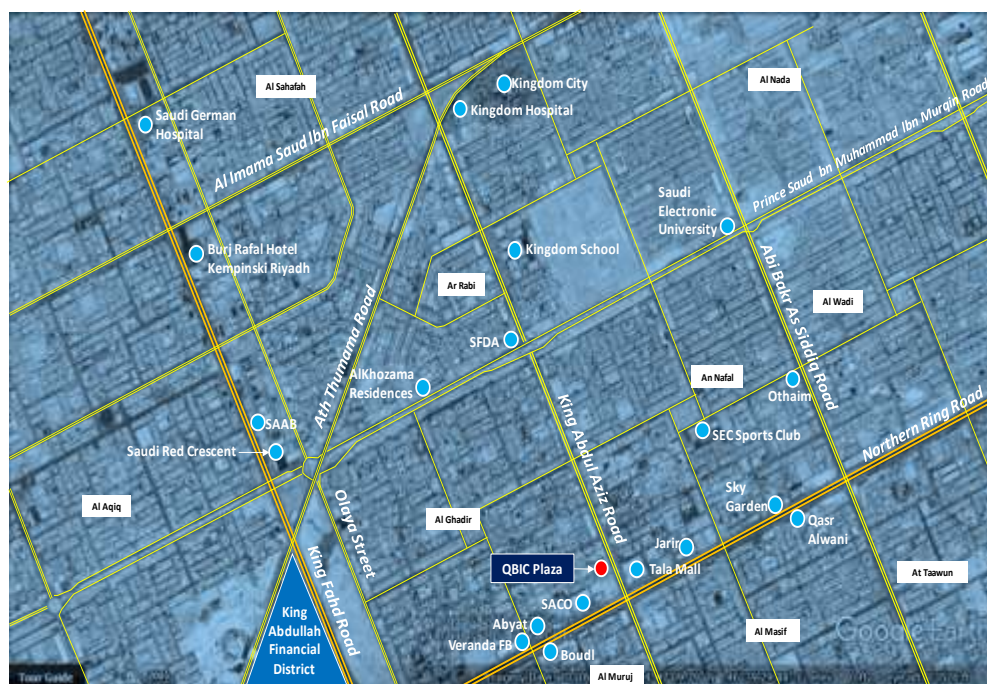 Al Sahafah
Kingdom City
Al Nada
Kingdom Hospital
Saudi German
Hospital
Al Imama Saud Ibn Faisal Road
Prince Saud bn Muhammad Ibn Murqin Road
Saudi
Electronic
University
Burj Rafal Hotel
Kempinski Riyadh
Kingdom School
Ar Rabi
Abi Bakr As Siddiq Road
Al Wadi
Ath Thumama Road
SFDA
AlKhozama
Residences
An Nafal
Othaim
King Abdul Aziz Road
Northern Ring Road
SAAB
SEC Sports Club
Saudi Red Crescent
Al Aqiq
Olaya Street
Al Ghadir
Sky
Garden
Qasr
Alwani
King Fahd Road
Jarir
QBIC Plaza
Tala Mall
At Taawun
SACO
King
Abdullah
Financial
District
Abyat
Al Masif
Google
Veranda FB
Boudl
Al Muruj
Tour Guide